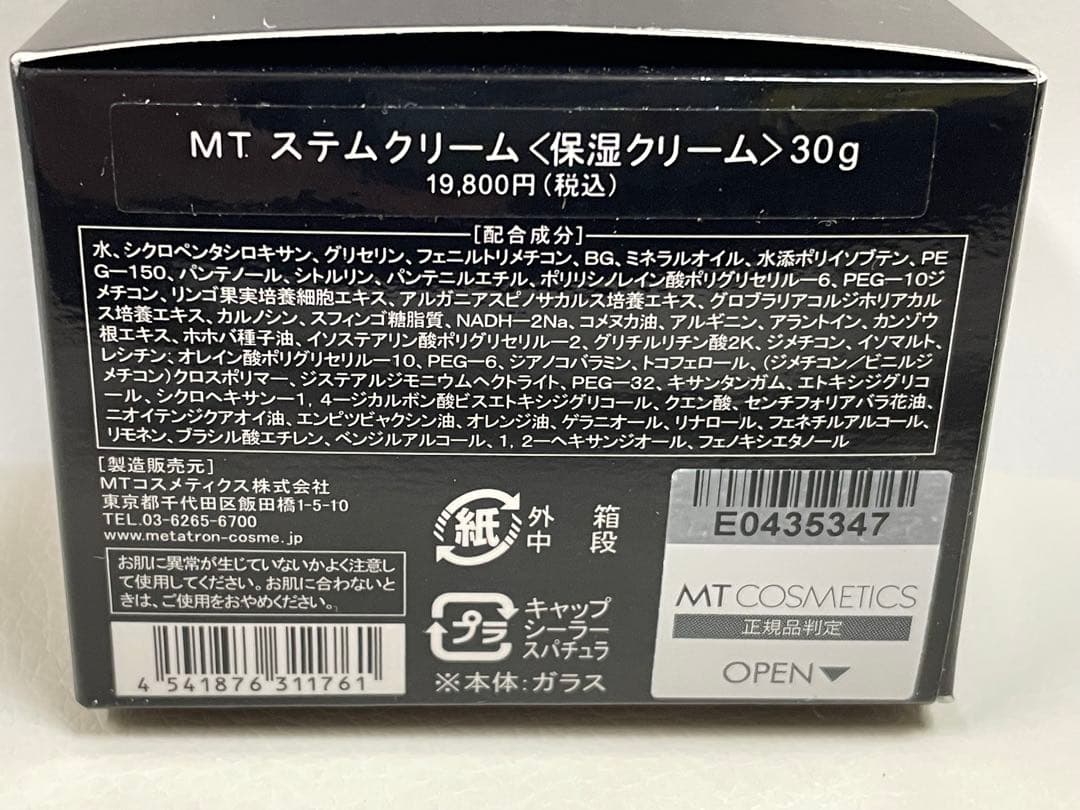 MT ステムクリーム〈保湿クリーム〉30g
19,800円(税込)
[配合成分]
水、シクロペンタシロキサン、グリセリン、フェニルトリメチコン、BG、ミネラルオイル、水添ポリイソブテン、PE
G－150、パンテノール、シトルリン、パンテニルエチル、ポリリシノレイン酸ポリグリセリル－6、PEG－10ジ
メチコン、リンゴ果実培養細胞エキス、アルガニアスピノサカルス培養エキス、グロブラリアコルジホリアカル
ス培養エキス、カルノシン、スフィンゴ糖脂質、NADH－2Na、コメヌカ油、アルギニン、アラントイン、カンゾウ
根エキス、ホホバ種子油、イソステアリン酸ポリグリセリル－2、グリチルリチン酸2K、ジメチコン、イソマルト、
レシチン、オレイン酸ポリグリセリル－10、PEG－6、シアノコバラミン、トコフェロール、(ジメチコン／ビニルジ
メチコン)クロスポリマー、ジステアルジモニウムヘクトライト、PEG－32、キサンタンガム、エトキシジグリコ
ール、シクロヘキサン－1, 4－ジカルボン酸ビスエトキシジグリコール、クエン酸、センチフォリアバラ花油、
ニオイテンジクアオイ油、エンピツビャクシン油、オレンジ油、ゲラニオール、リナロール、フェネチルアルコール、
リモネン、ブラシル酸エチレン、ベンジルアルコール、1, 2－ヘキサンジオール、フェノキシエタノール
[製造販売元]
MTコスメティクス株式会社
東京都千代田区飯田橋1-5-10
TEL.03-6265-6700
www.metatron-cosme.jp
お肌に異常が生じていないかよく注意し
て使用してください。お肌に合わないと
きは、ご使用をおやめください。
4 541876 311761
紙
外 箱
中 段
プラ
キャップ
シーラー
スパチュラ
※本体：ガラス
E0435347
MT COSMETICS
正規品判定
OPEN▼